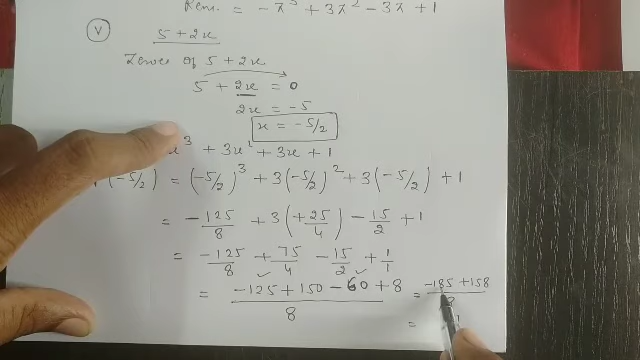 Rem = -x³ + 3x² - 3x + 1
(v) 5 + 2x
Zeroes of 5 + 2x
5 + 2x = 0
2x = -5
x = -5/2
x³ + 3x² + 3x + 1
(-5/2) = (-5/2)³ + 3(-5/2)² + 3(-5/2) + 1
= -125/8 + 3(+25/4) - 15/2 + 1
= -125/8 + 75/4 - 15/2 + 1/1
= (-125 + 150 - 60 + 8)/8 = (-185 + 158)/8
=